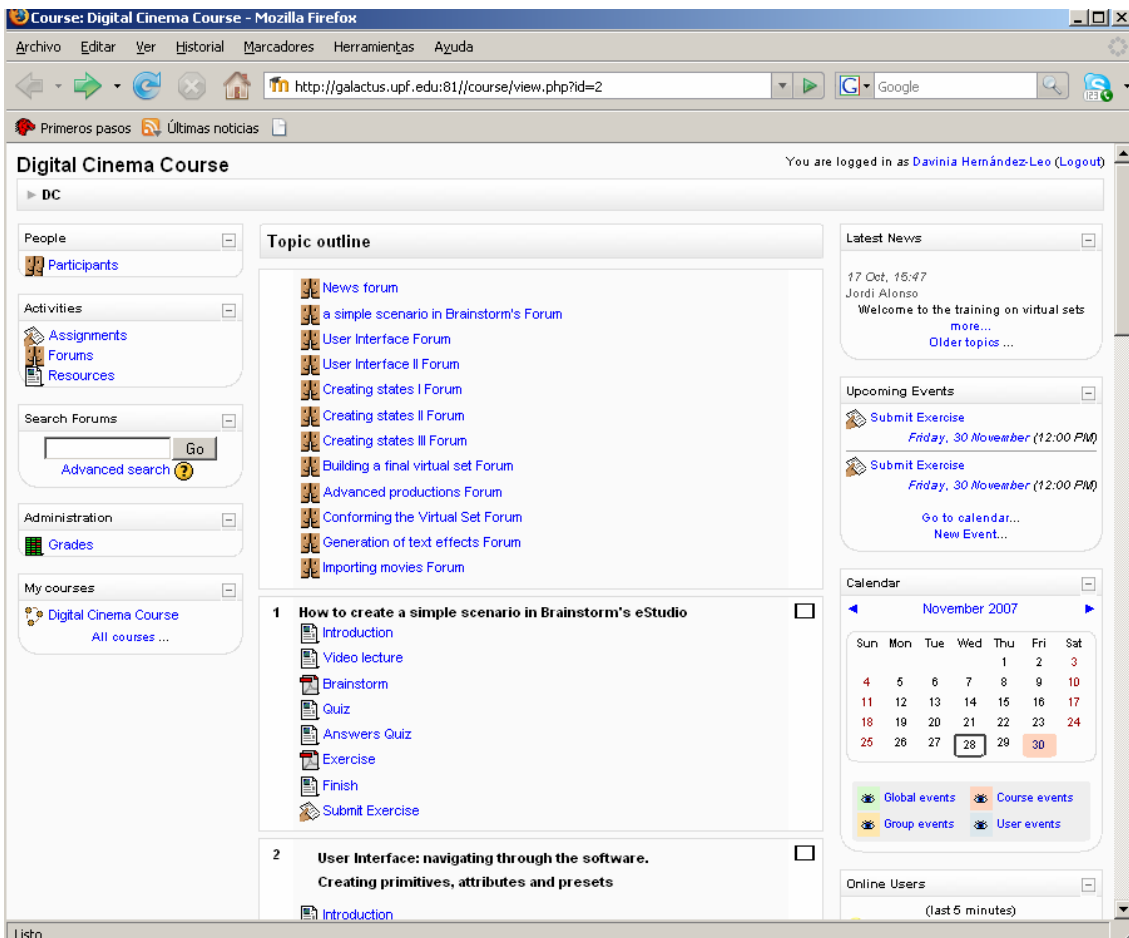 Course: Digital Cinema Course - Mozilla Firefox
Archivo Editar Ver Historial Marcadores Herramientas Ayuda
http://galactus.upf.edu:81//course/view.php?id=2
G Google
Primeros pasos Últimas noticias
Digital Cinema Course
You are logged in as Davinia Hernández-Leo (Logout)
DC
People
Participants
Activities
Assignments
Forums
Resources
Search Forums
Go
Advanced search ?
Administration
Grades
My courses
Digital Cinema Course
All courses ...
Topic outline
News forum
a simple scenario in Brainstorm's Forum
User Interface Forum
User Interface II Forum
Creating states I Forum
Creating states II Forum
Creating states III Forum
Building a final virtual set Forum
Advanced productions Forum
Conforming the Virtual Set Forum
Generation of text effects Forum
Importing movies Forum
1 How to create a simple scenario in Brainstorm's eStudio
Introduction
Video lecture
Brainstorm
Quiz
Answers Quiz
Exercise
Finish
Submit Exercise
2 User Interface: navigating through the software.
Creating primitives, attributes and presets
Introduction
Latest News
17 Oct, 15:47
Jordi Alonso
Welcome to the training on virtual sets
more...
Older topics ...
Upcoming Events
Submit Exercise
Friday, 30 November (12:00 PM)
Submit Exercise
Friday, 30 November (12:00 PM)
Go to calendar...
New Event...
Calendar
November 2007
Sun Mon Tue Wed Thu Fri Sat
1 2 3
4 5 6 7 8 9 10
11 12 13 14 15 16 17
18 19 20 21 22 23 24
25 26 27 28 29 30
Global events Course events
Group events User events
Online Users
(last 5 minutes)
Listo